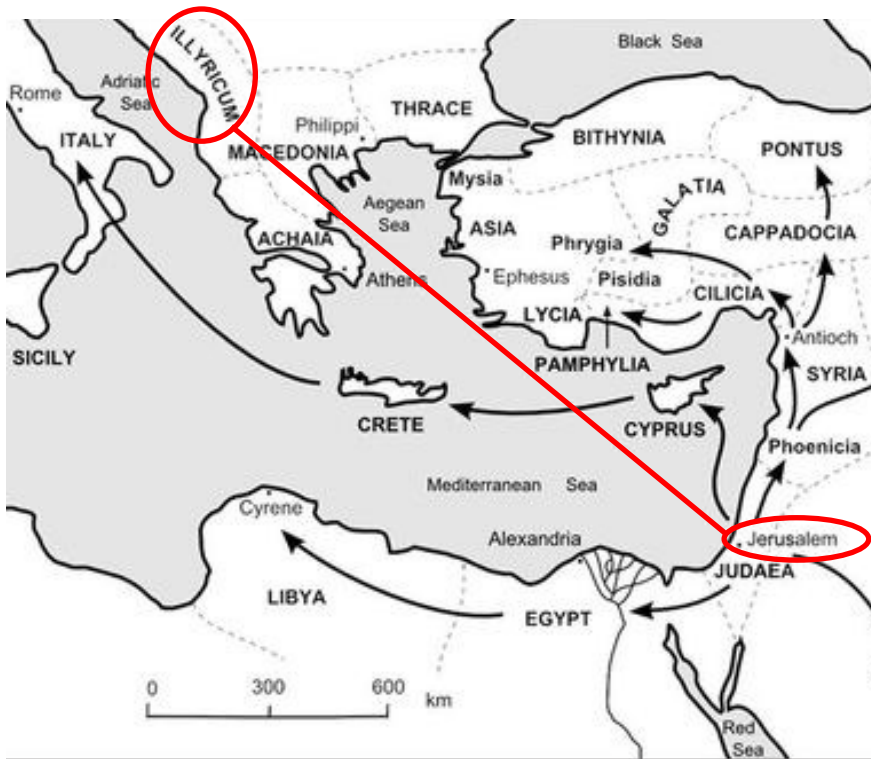 ILLYRICUM
Black Sea
Rome
Adriatic
Sea
THRACE
Philippi
ITALY
MACEDONIA
BITHYNIA
PONTUS
Mysia
GALATIA
Aegean
Sea
ASIA
CAPPADOCIA
ACHAIA
Phrygia
Athens
Ephesus
Pisidia
CILICIA
LYCIA
Antioch
SICILY
PAMPHYLIA
SYRIA
CRETE
CYPRUS
Phoenicia
Mediterranean Sea
Cyrene
Alexandria
Jerusalem
JUDAEA
LIBYA
EGYPT
0 300 600
km
Red
Sea